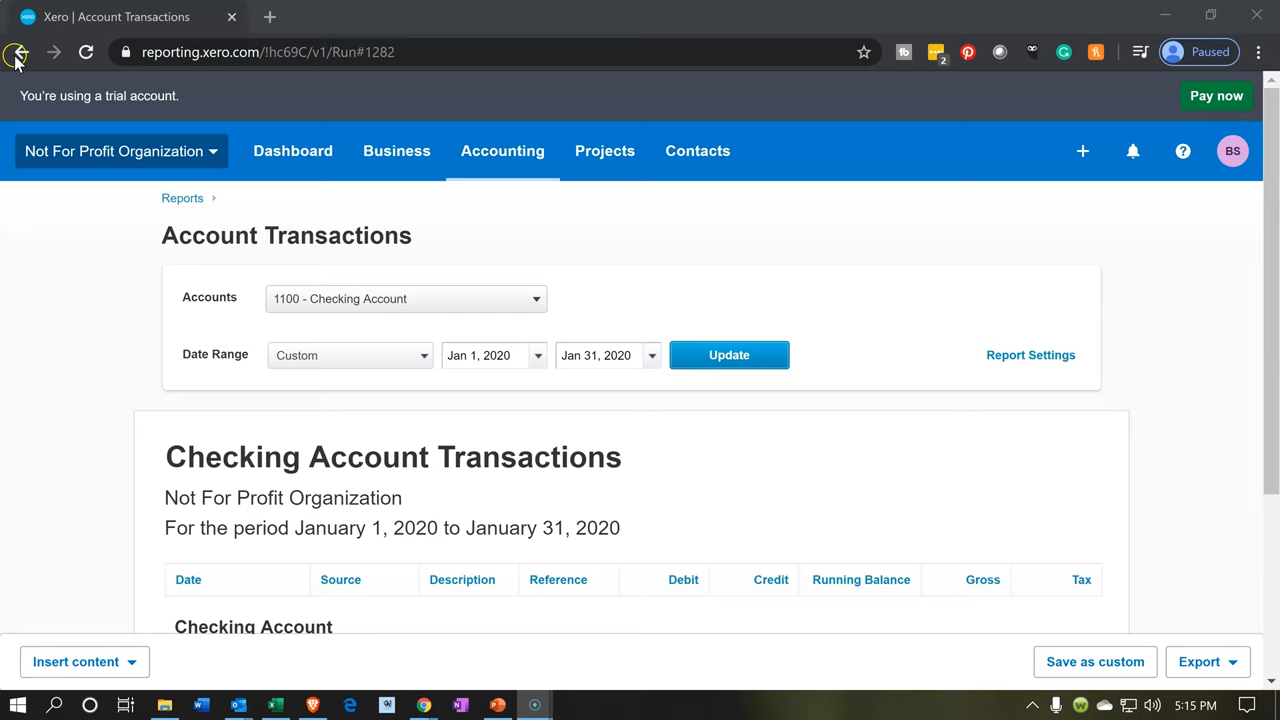 Xero | Account Transactions
reporting.xero.com/!hc69C/v1/Run#1282
2
Paused
You're using a trial account.
Pay now
Not For Profit Organization
Dashboard
Business
Accounting
Projects
Contacts
BS
Reports
Account Transactions
Accounts
1100 - Checking Account
Date Range
Custom
Jan 1, 2020
Jan 31, 2020
Update
Report Settings
Checking Account Transactions
Not For Profit Organization
For the period January 1, 2020 to January 31, 2020
Date Source Description Reference Debit Credit Running Balance Gross Tax
Checking Account
Insert content
Save as custom
Export
5:15 PM